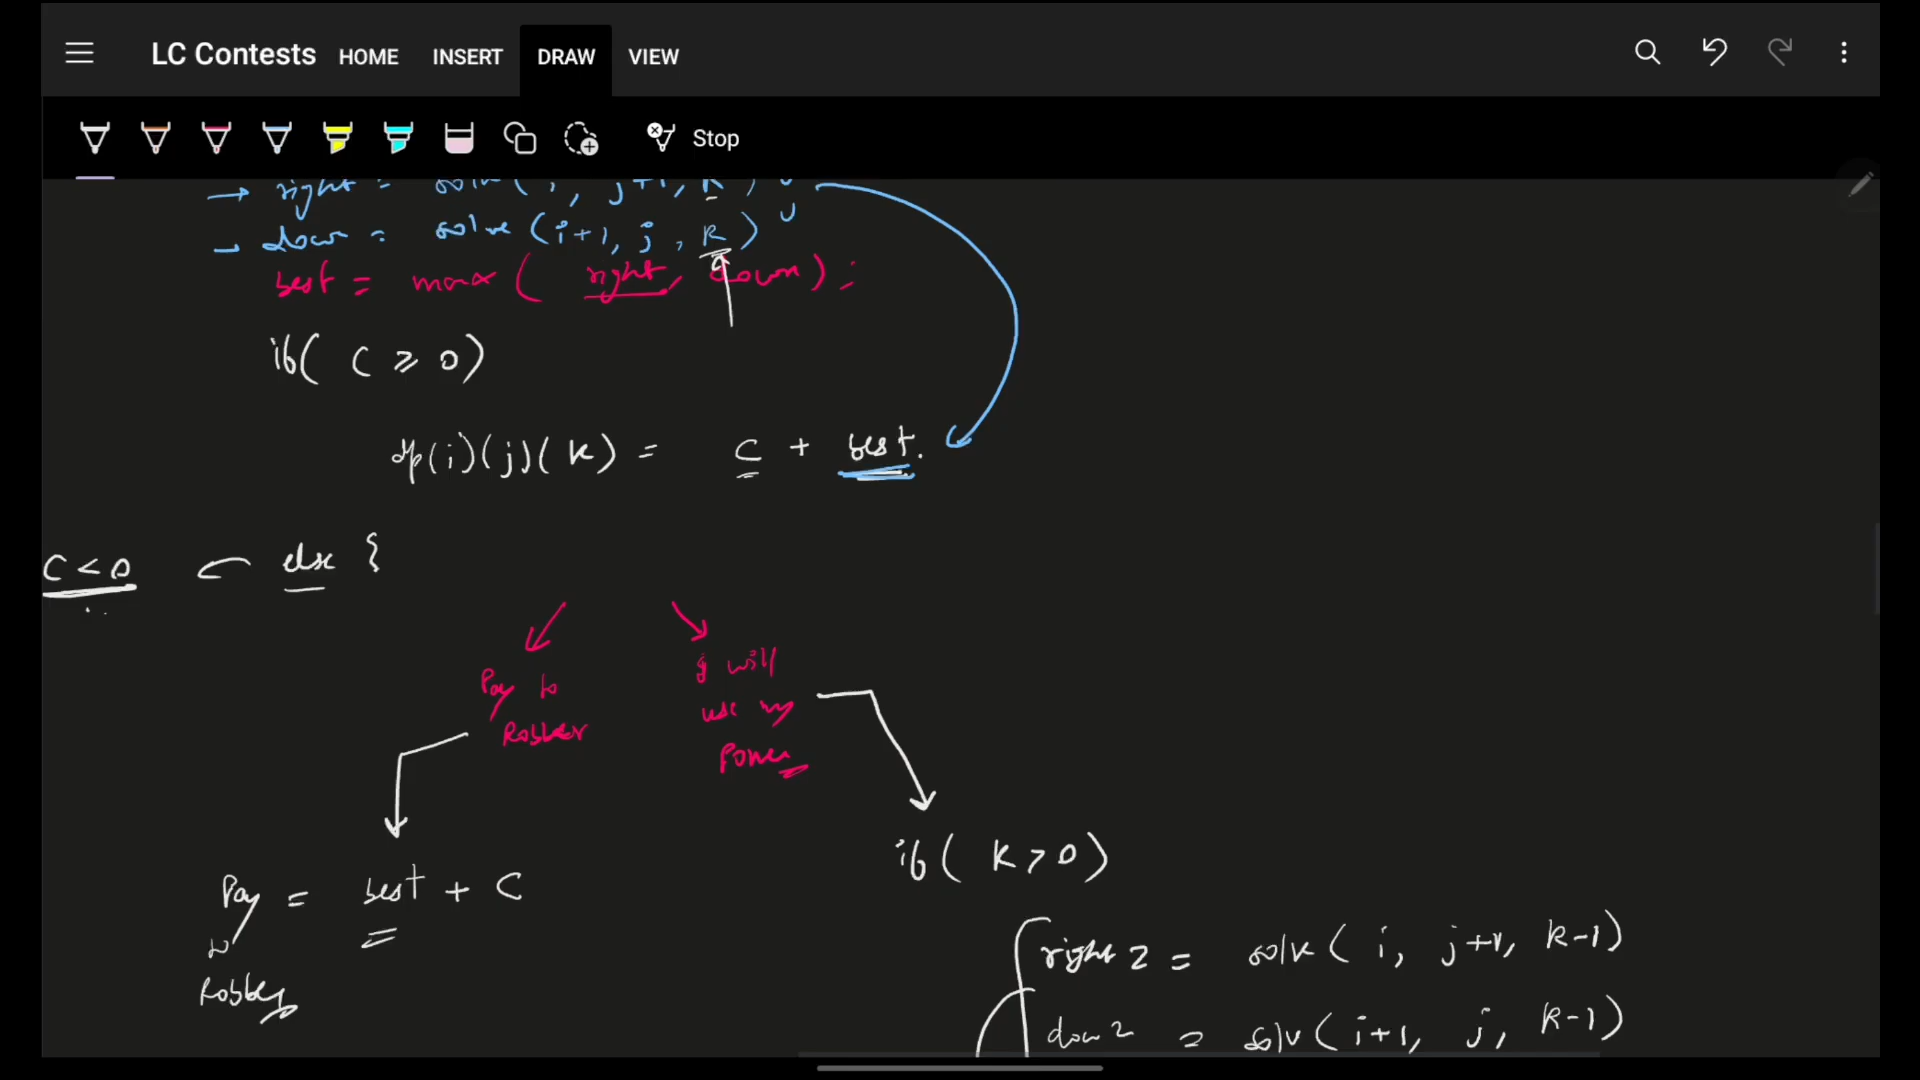 LC Contests HOME INSERT DRAW VIEW
Stop
→ right = solve ( i, j+1, k )
→ down = solve ( i+1, j, k )
best = max ( right, down ) ;
if( C ≥ 0 )
dp(i)(j)(k) = C + best.
C < 0 ← else {
Pay to Robber
I will use my Power
Pay to Robber = best + C
if( k > 0 )
right 2 = solve ( i, j+1, k-1 )
down 2 = solv ( i+1, j, k-1 )